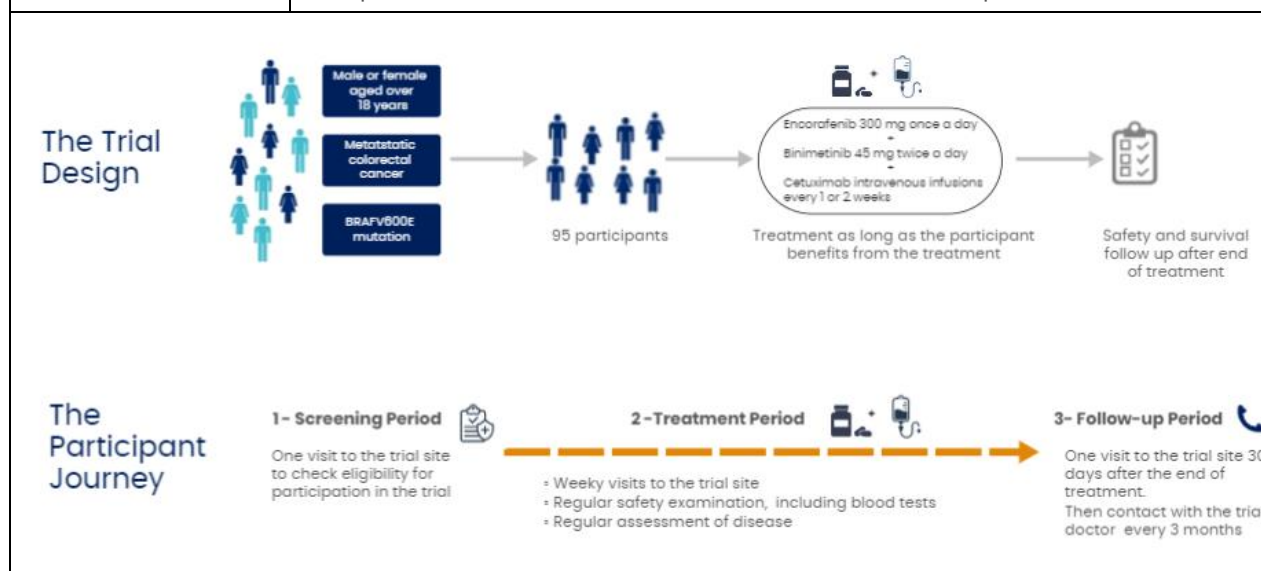 The Trial
Design
Male or female
aged over
18 years
Metatstatic
colorectal
cancer
BRAFV600E
mutation
95 participants
+
Encorafenib 300 mg once a day
+
Binimetinib 45 mg twice a day
+
Cetuximab intravenous infusions
every 1 or 2 weeks
Treatment as long as the participant
benefits from the treatment
Safety and survival
follow up after end
of treatment
The
Participant
Journey
1- Screening Period
One visit to the trial site
to check eligibility for
participation in the trial
2-Treatment Period
+
▫ Weeky visits to the trial site
▫ Regular safety examination, including blood tests
▫ Regular assessment of disease
3- Follow-up Period
One visit to the trial site 30
days after the end of
treatment.
Then contact with the trial
doctor every 3 months